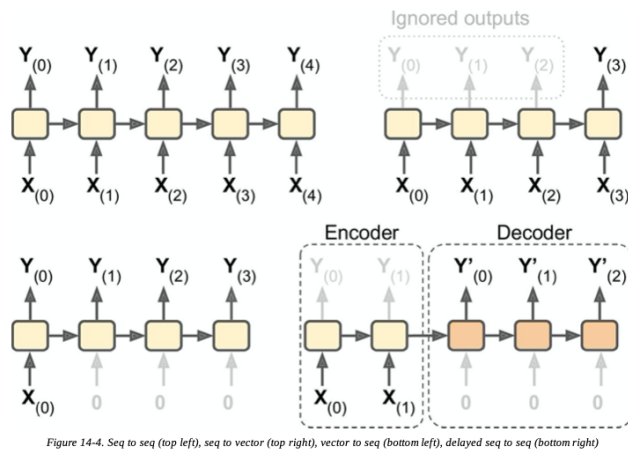 Ignored outputs
Y(0) Y(1) Y(2) Y(3) Y(4)
Y(0) Y(1) Y(2) Y(3)
X(0) X(1) X(2) X(3) X(4)
X(0) X(1) X(2) X(3)
Encoder Decoder
Y(0) Y(1) Y(2) Y(3)
Y(0) Y(1) Y'(0) Y'(1) Y'(2)
X(0) 0 0 0
X(0) X(1) 0 0 0
Figure 14-4. Seq to seq (top left), seq to vector (top right), vector to seq (bottom left), delayed seq to seq (bottom right)